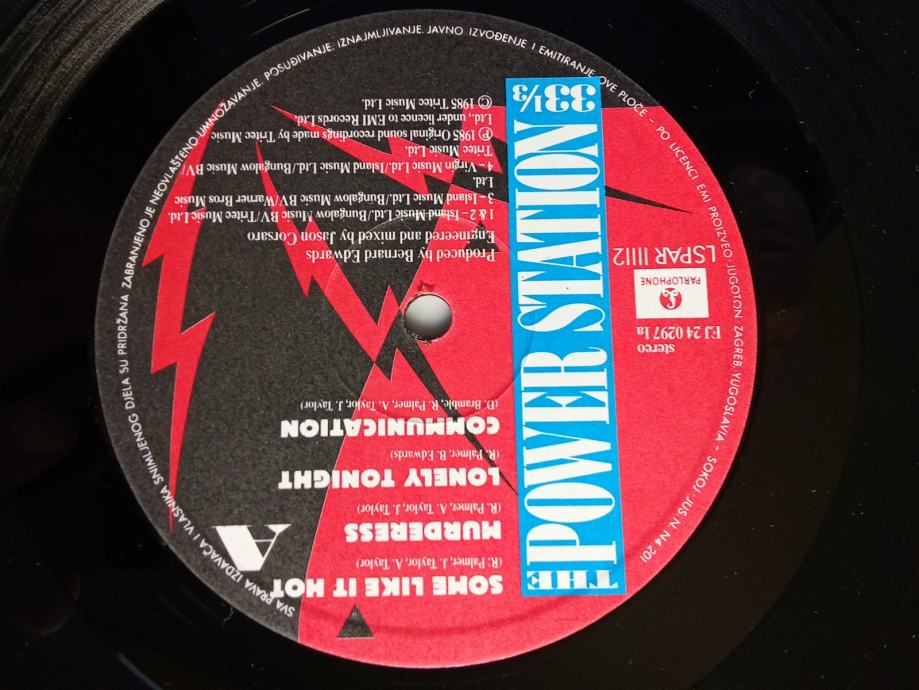 THE POWER STATION 33 1/3
stereo
EJ 24 0297 1a
PARLOPHONE
LSPAR 11112
A
SOME LIKE IT HOT
(R. Palmer, J. Taylor, A. Taylor)
MURDERESS
(R. Palmer, A. Taylor, J. Taylor)
LONELY TONIGHT
(R. Palmer, B. Edwards)
COMMUNICATION
(D. Bramble, R. Palmer, A. Taylor, J. Taylor)
Produced by Bernard Edwards
Engineered and mixed by Jason Corsaro
1 & 2 – Island Music Ltd./Bungalow Music BV/Tritec Music Ltd.
3 – Island Music Ltd/Bungalow Music BV/Warner Bros Music
Ltd.
4 – Virgin Music Ltd./Island Music Ltd./Bungalow Music BV/
Tritec Music Ltd.
Ⓟ 1985 Original sound recordings made by Tritec Music
Ltd., under licence to EMI Records Ltd.
© 1985 Tritec Music Ltd.
SVA PRAVA IZDAVAČA I VLASNIKA SNIMLJENOG DJELA SU PRIDRŽANA ZABRANJENO JE NEOVLAŠTENO UMNOŽAVANJE, POSUĐIVANJE; IZNAJMLJIVANJE. JAVNO IZVOĐENJE I EMITIRANJE OVE PLOČE – PO LICENCI EMI PROIZVEO JUGOTON ZAGREB YUGOSLAVIA – SOKOJ · JUS N. N4 201